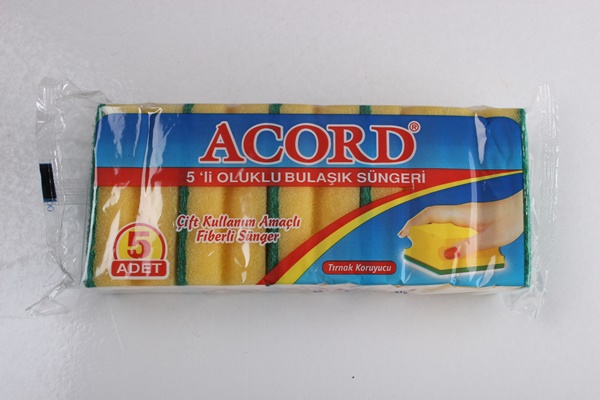 ACORD®
5 'li OLUKLU BULAŞIK SÜNGERİ
Çift Kullanım Amaçlı
Fiberli Sünger
5
ADET
Tırnak Koruyucu